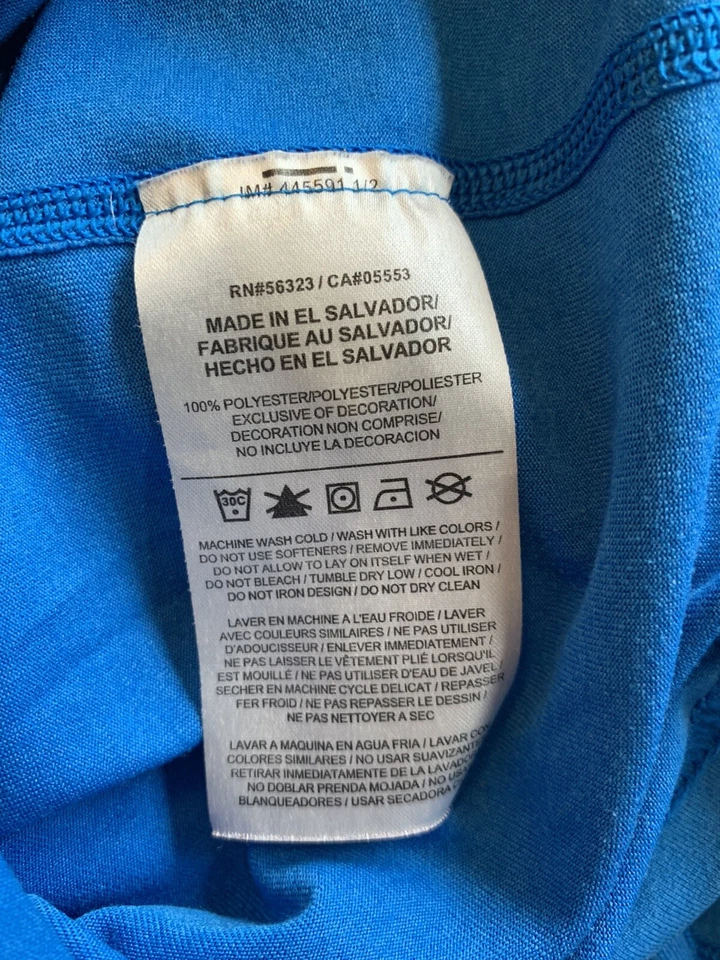 IM# 445591 1/2
RN#56323 / CA#05553
MADE IN EL SALVADOR/
FABRIQUE AU SALVADOR/
HECHO EN EL SALVADOR
100% POLYESTER/POLYESTER/POLIESTER
EXCLUSIVE OF DECORATION/
DECORATION NON COMPRISE/
NO INCLUYE LA DECORACION
30C
MACHINE WASH COLD / WASH WITH LIKE COLORS /
DO NOT USE SOFTENERS / REMOVE IMMEDIATELY /
DO NOT ALLOW TO LAY ON ITSELF WHEN WET /
DO NOT BLEACH / TUMBLE DRY LOW / COOL IRON /
DO NOT IRON DESIGN / DO NOT DRY CLEAN
LAVER EN MACHINE A L'EAU FROIDE / LAVER
AVEC COULEURS SIMILAIRES / NE PAS UTILISER
D'ADOUCISSEUR / ENLEVER IMMEDIATEMENT /
NE PAS LAISSER LE VÊTEMENT PLIÉ LORSQU'IL
EST MOUILLÉ / NE PAS UTILISER D'EAU DE JAVEL /
SECHER EN MACHINE CYCLE DELICAT / REPASSER
FER FROID / NE PAS REPASSER LE DESSIN /
NE PAS NETTOYER A SEC
LAVAR A MAQUINA EN AGUA FRIA / LAVAR CO
COLORES SIMILARES / NO USAR SUAVIZANTE
RETIRAR INMEDIATAMENTE DE LA LAVADO
NO DOBLAR PRENDA MOJADA / NO US
BLANQUEADORES / USAR SECADORA